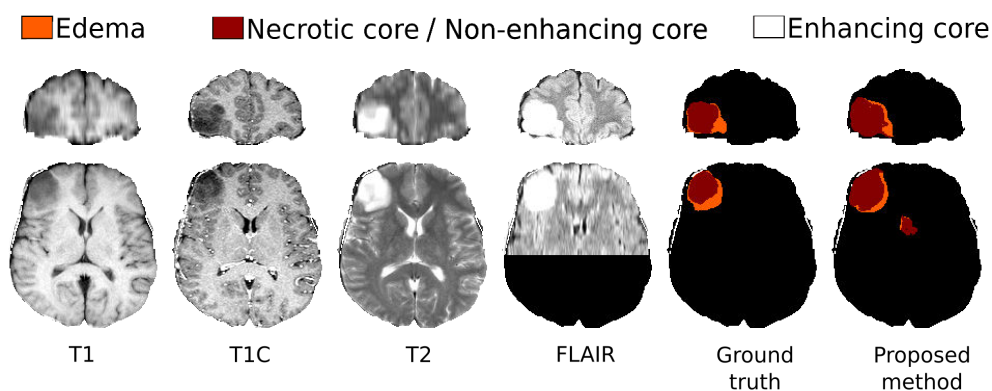 Edema
Necrotic core / Non-enhancing core
Enhancing core
T1
T1C
T2
FLAIR
Ground
truth
Proposed
method